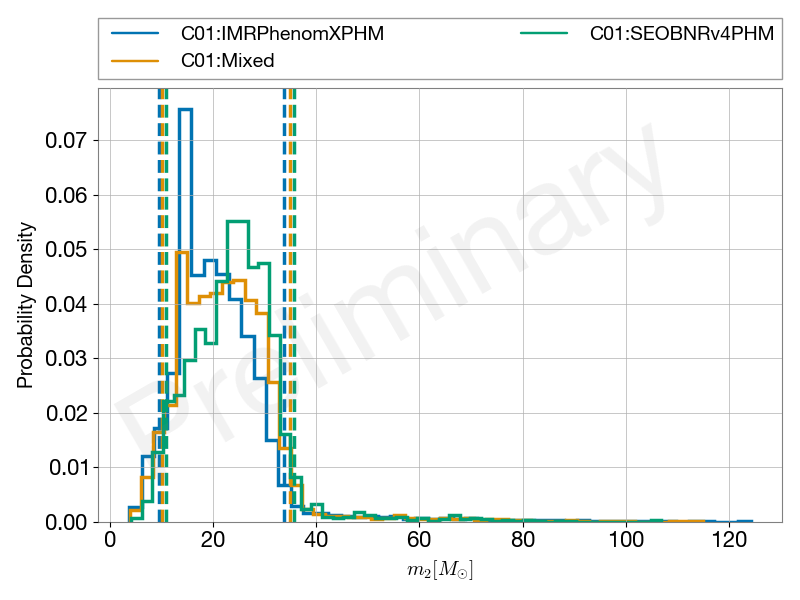 C01:IMRPhenomXPHM
C01:Mixed
C01:SEOBNRv4PHM
Preliminary
Probability Density
0.07
0.06
0.05
0.04
0.03
0.02
0.01
0.00
0 20 40 60 80 100 120
m₂[M☉]